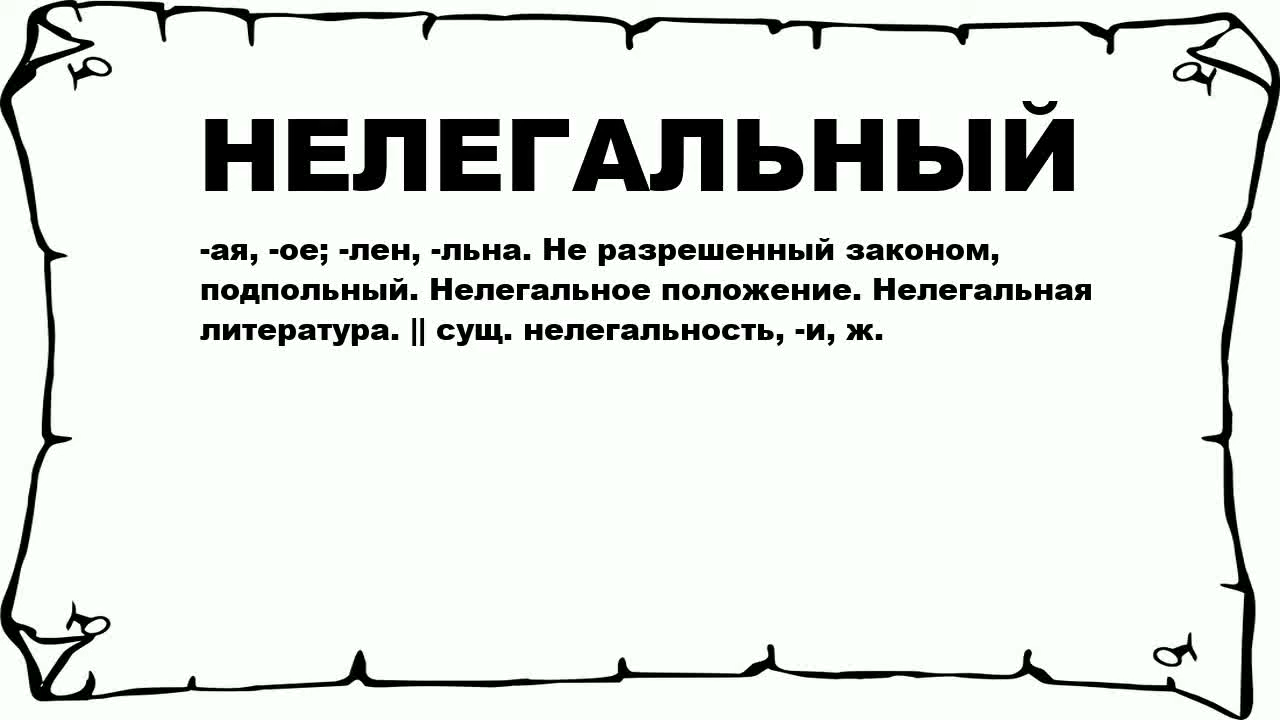 НЕЛЕГАЛЬНЫЙ
-ая, -ое; -лен, -льна. Не разрешенный законом,
подпольный. Нелегальное положение. Нелегальная
литература. || сущ. нелегальность, -и, ж.